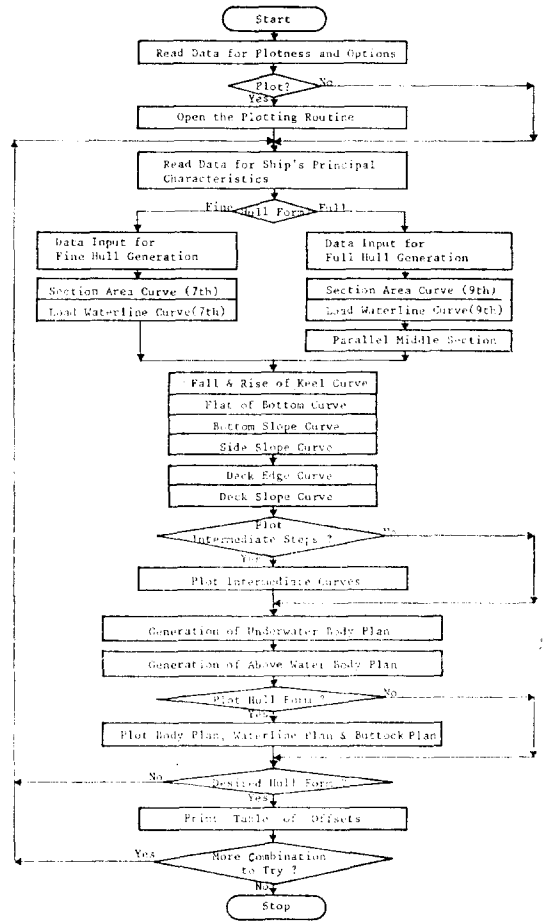 Start
Read Data for Plotness and Options
Plot?
No
Yes
Open the Plotting Routine
Read Data for Ship's Principal
Characteristics
Fine
Hull Form
Full
Data Input for
Fine Hull Generation
Data Input for
Full Hull Generation
Section Area Curve (7th)
Load Waterline Curve(7th)
Section Area Curve (9th)
Load Waterline Curve(9th)
Parallel Middle Section
Fall & Rise of Keel Curve
Flat of Bottom Curve
Bottom Slope Curve
Side Slope Curve
Deck Edge Curve
Deck Slope Curve
Plot
Intermediate Steps ?
No
Yes
Plot Intermediate Curves
Generation of Underwater Body Plan
Generation of Above Water Body Plan
Plot Hull Form ?
No
Yes
Plot Body Plan, Waterline Plan & Buttock Plan
No
Desired Hull Form ?
Yes
Print Table of Offsets
Yes
More Combination
to Try ?
No
Stop